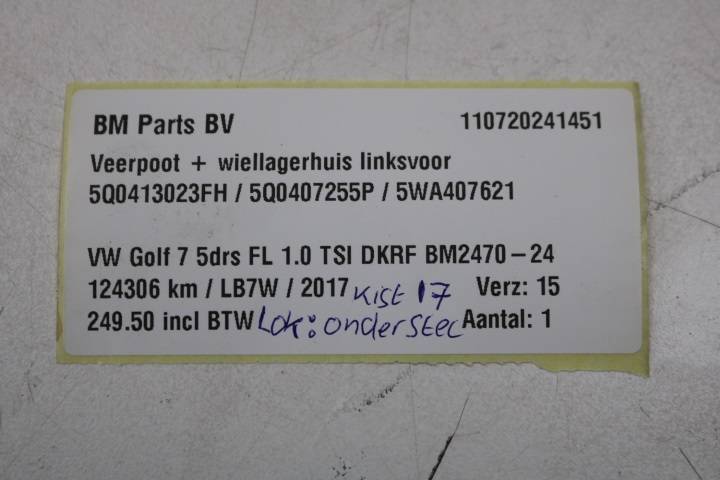 BM Parts BV 110720241451
Veerpoot + wiellagerhuis linksvoor
5Q0413023FH / 5Q0407255P / 5WA407621
VW Golf 7 5drs FL 1.0 TSI DKRF BM2470-24
124306 km / LB7W / 2017 Kist 17 Verz: 15
249.50 incl BTW Lok: onderstec Aantal: 1